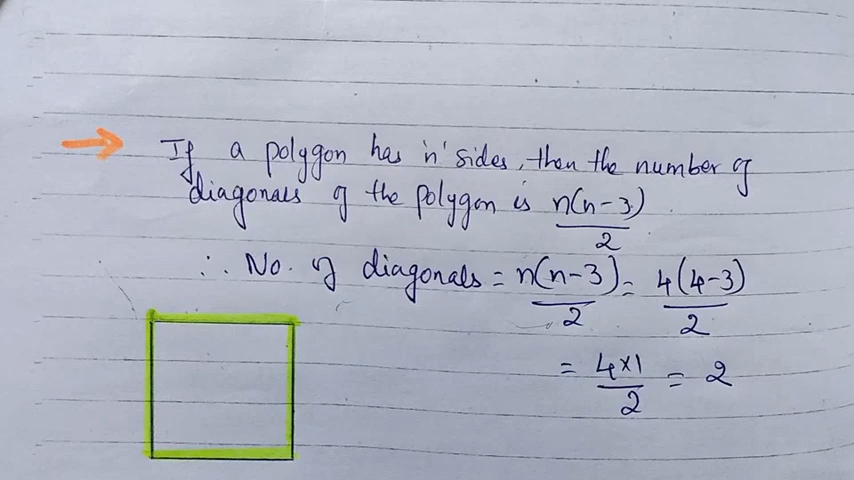 If a polygon has 'n' sides, then the number of
diagonals of the polygon is n(n-3)/2
∴ No. of diagonals = n(n-3)/2 = 4(4-3)/2
= 4×1/2 = 2